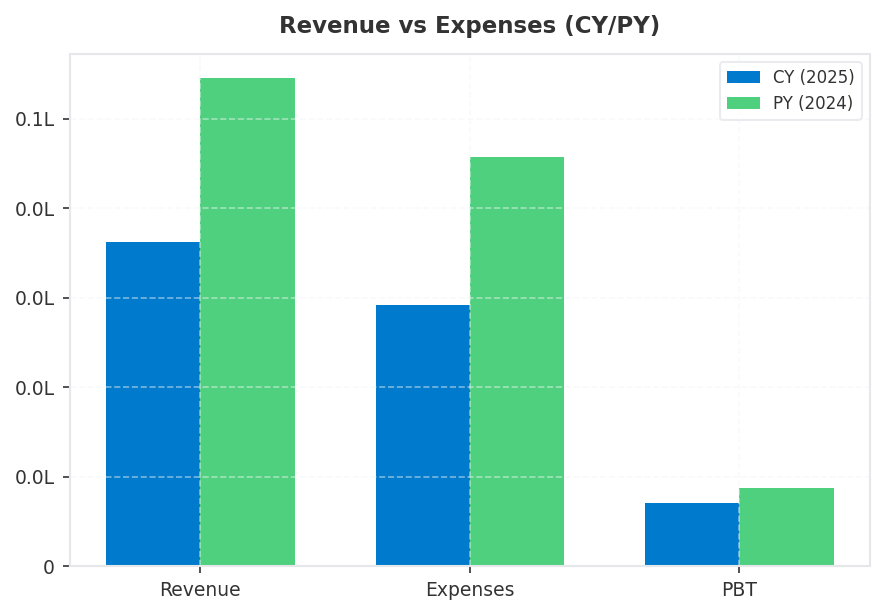 Revenue vs Expenses (CY/PY)
CY (2025)
PY (2024)
0.1L
0.0L
0.0L
0.0L
0.0L
0
Revenue
Expenses
PBT